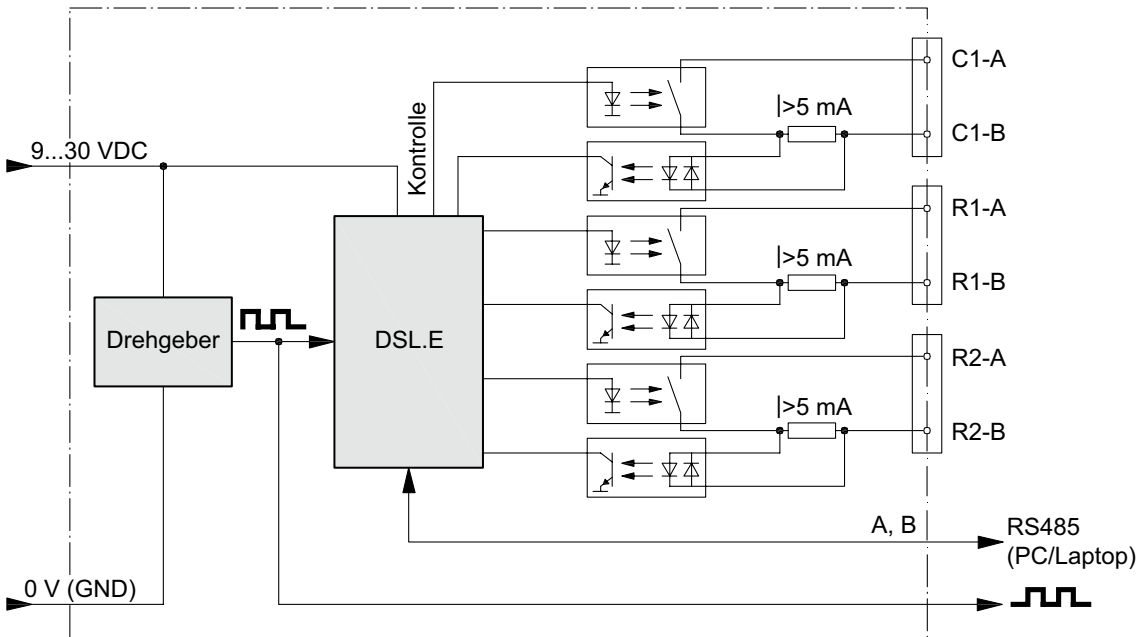 C1-A
I>5 mA
C1-B
9...30 VDC
Kontrolle
R1-A
I>5 mA
R1-B
Drehgeber
DSL.E
R2-A
I>5 mA
R2-B
A, B
RS485
(PC/Laptop)
0 V (GND)